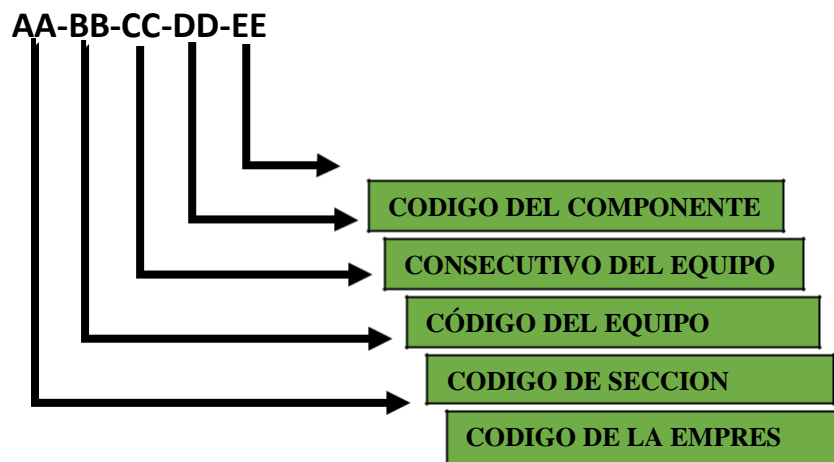 AA-BB-CC-DD-EE
CODIGO DEL COMPONENTE
CONSECUTIVO DEL EQUIPO
CÓDIGO DEL EQUIPO
CODIGO DE SECCION
CODIGO DE LA EMPRES